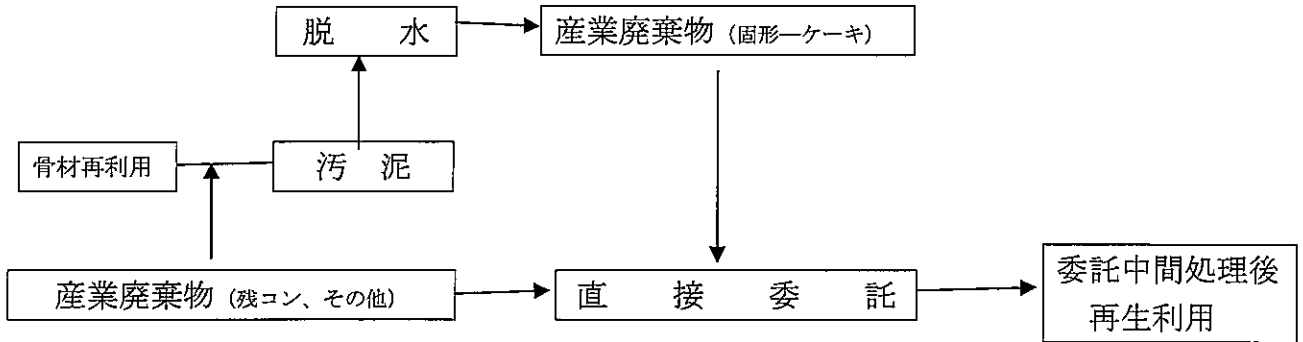 脱 水
産業廃棄物 (固形―ケーキ)
骨材再利用
汚 泥
産業廃棄物 (残コン、その他)
直 接 委 託
委託中間処理後
再生利用